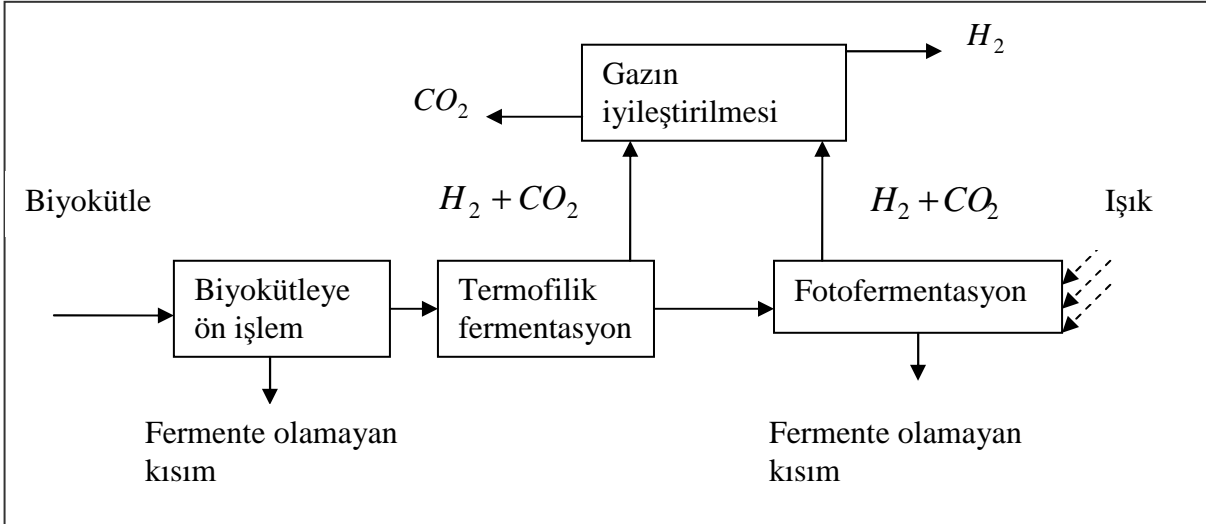 H₂
Gazın
iyileştirilmesi
CO₂
Biyokütle
H₂ + CO₂
H₂ + CO₂
Işık
Biyokütleye
ön işlem
Termofilik
fermentasyon
Fotofermentasyon
Fermente olamayan
kısım
Fermente olamayan
kısım